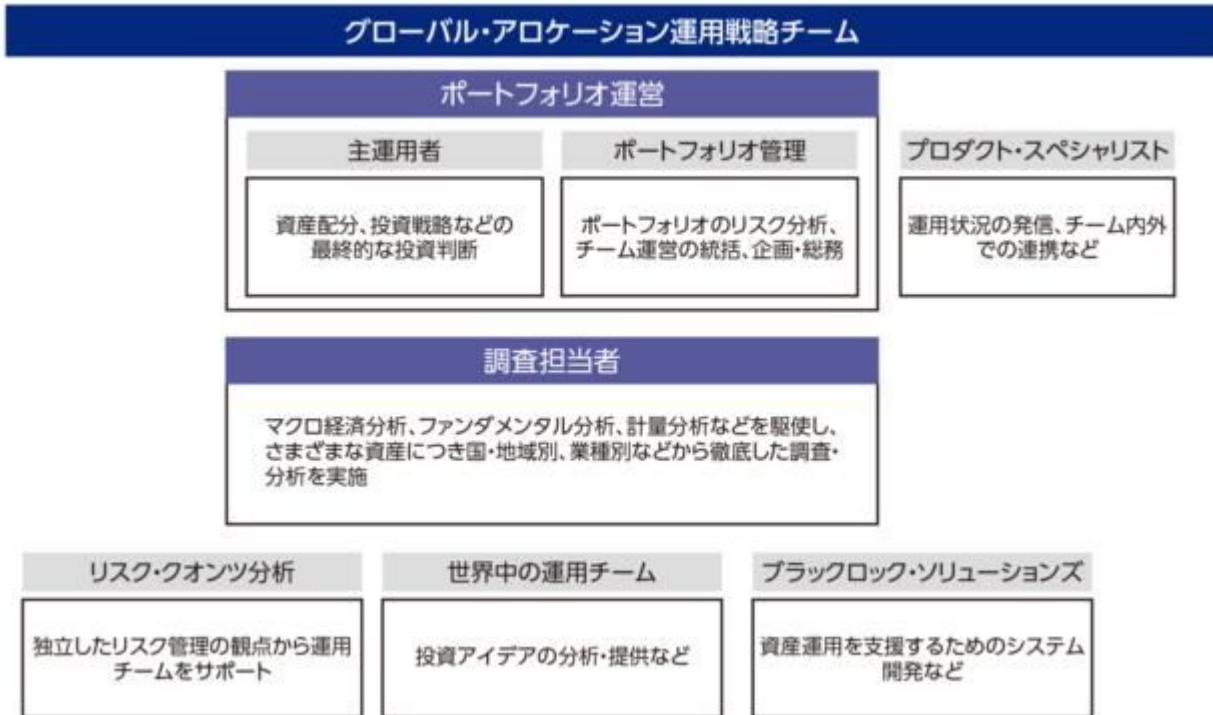 グローバル・アロケーション運用戦略チーム
ポートフォリオ運営
主運用者
資産配分、投資戦略などの
最終的な投資判断
ポートフォリオ管理
ポートフォリオのリスク分析、
チーム運営の統括、企画・総務
プロダクト・スペシャリスト
運用状況の発信、チーム内外
での連携など
調査担当者
マクロ経済分析、ファンダメンタル分析、計量分析などを駆使し、
さまざまな資産につき国・地域別、業種別などから徹底した調査・
分析を実施
リスク・クオンツ分析
独立したリスク管理の観点から運用
チームをサポート
世界中の運用チーム
投資アイデアの分析・提供など
ブラックロック・ソリューションズ
資産運用を支援するためのシステム
開発など